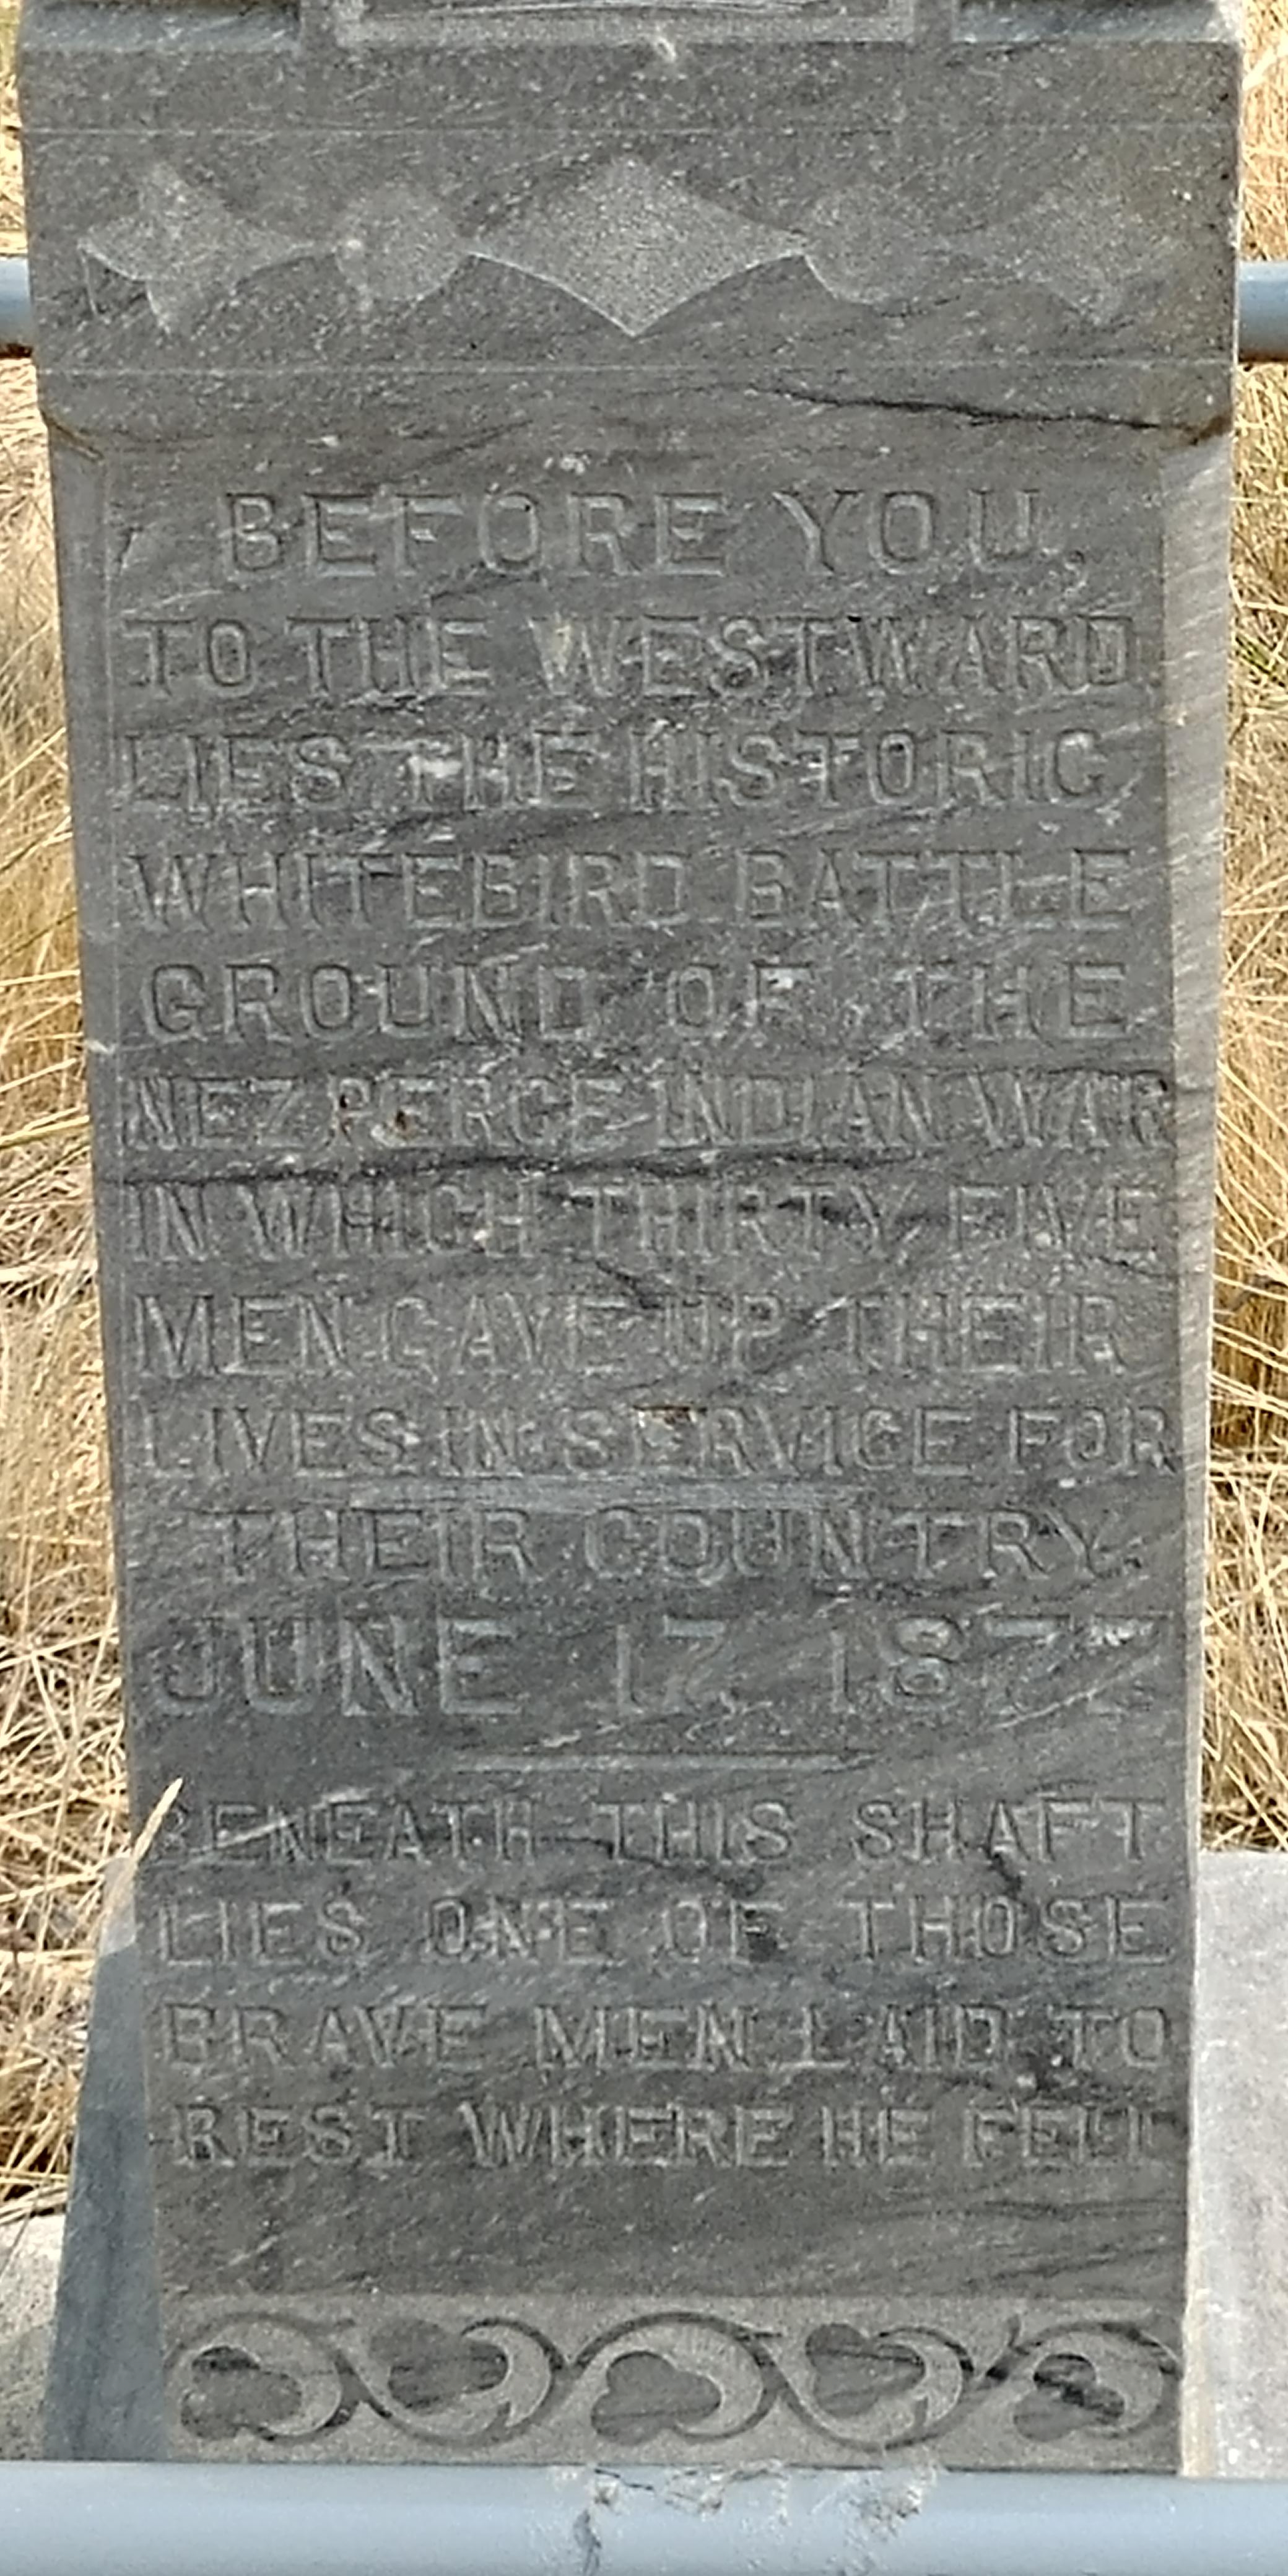 BEFORE YOU,
TO THE WESTWARD
LIES THE HISTORIC
WHITEBIRD BATTLE
GROUND OF THE
NEZPERCE INDIAN WAR
IN WHICH THIRTY FIVE
MEN GAVE UP THEIR
LIVES IN SERVICE FOR
THEIR COUNTRY.
JUNE 17, 1877
BENEATH THIS SHAFT
LIES ONE OF THOSE
BRAVE MEN LAID TO
REST WHERE HE FELL